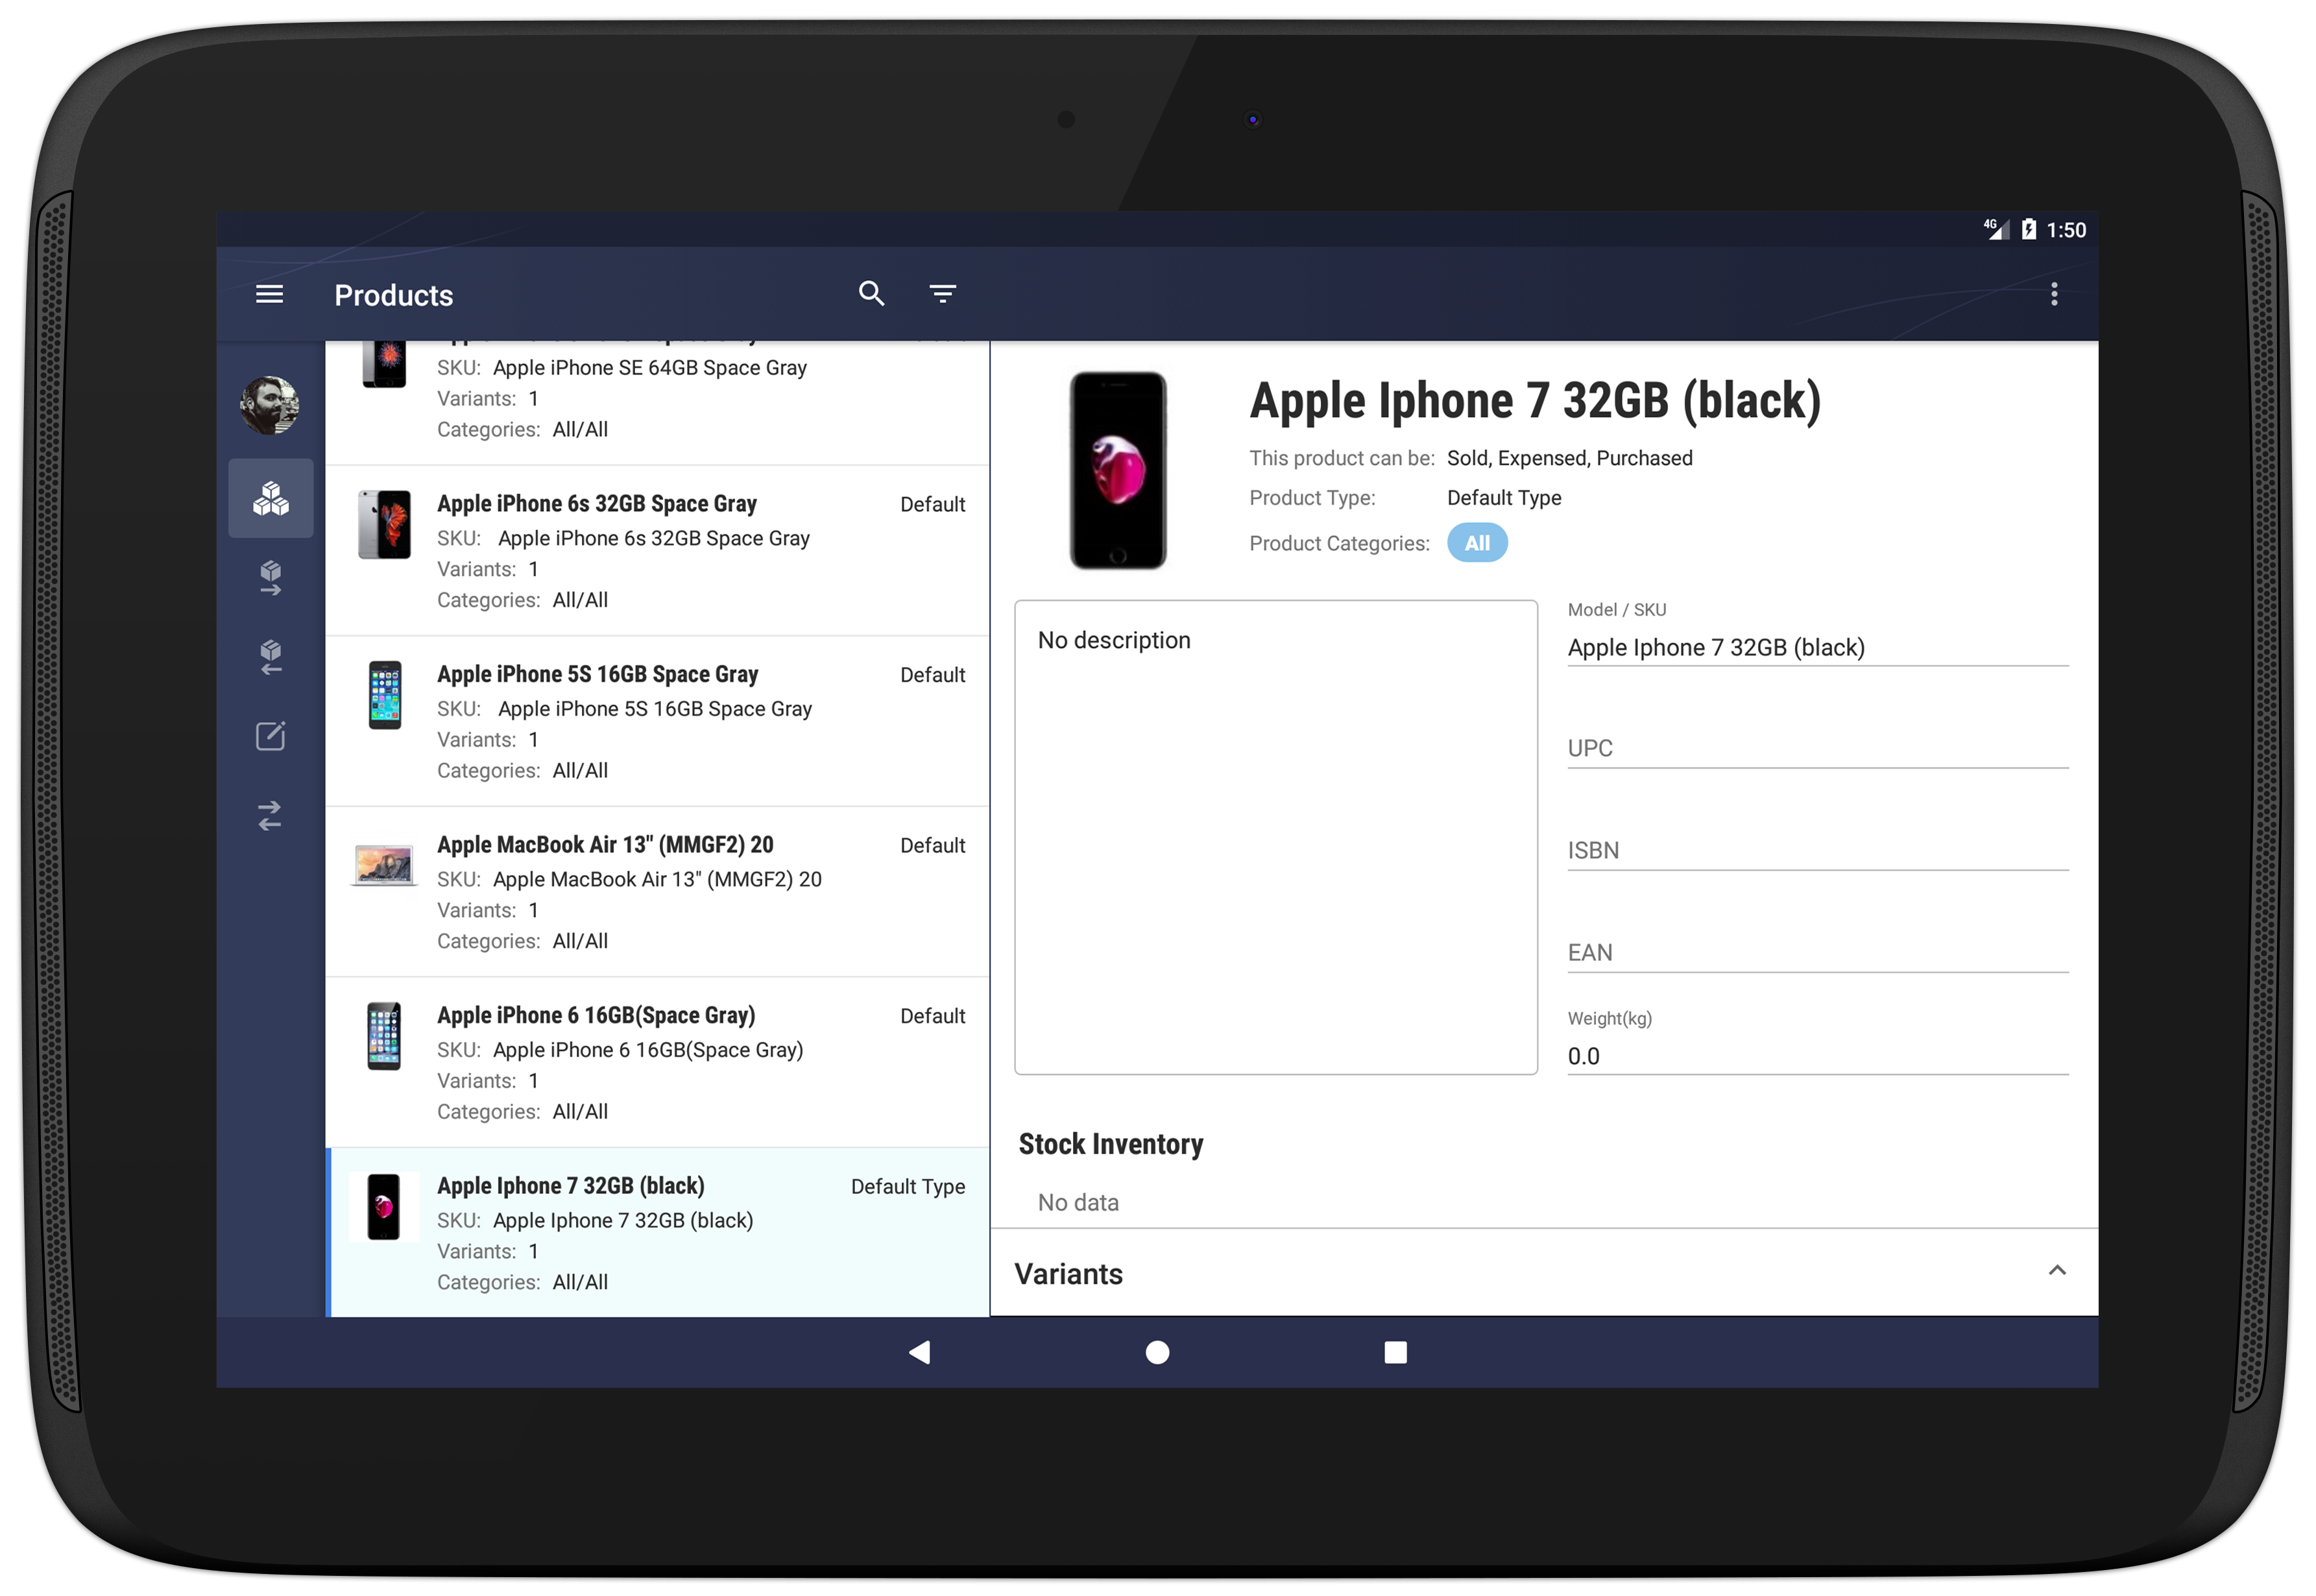 4G 1:50
Products
SKU: Apple iPhone SE 64GB Space Gray
Variants: 1
Categories: All/All
Apple iPhone 6s 32GB Space Gray Default
SKU: Apple iPhone 6s 32GB Space Gray
Variants: 1
Categories: All/All
Apple iPhone 5S 16GB Space Gray Default
SKU: Apple iPhone 5S 16GB Space Gray
Variants: 1
Categories: All/All
Apple MacBook Air 13" (MMGF2) 20 Default
SKU: Apple MacBook Air 13" (MMGF2) 20
Variants: 1
Categories: All/All
Apple iPhone 6 16GB(Space Gray) Default
SKU: Apple iPhone 6 16GB(Space Gray)
Variants: 1
Categories: All/All
Apple Iphone 7 32GB (black) Default Type
SKU: Apple Iphone 7 32GB (black)
Variants: 1
Categories: All/All
Apple Iphone 7 32GB (black)
This product can be: Sold, Expensed, Purchased
Product Type: Default Type
Product Categories: All
No description
Model / SKU
Apple Iphone 7 32GB (black)
UPC
ISBN
EAN
Weight(kg)
0.0
Stock Inventory
No data
Variants